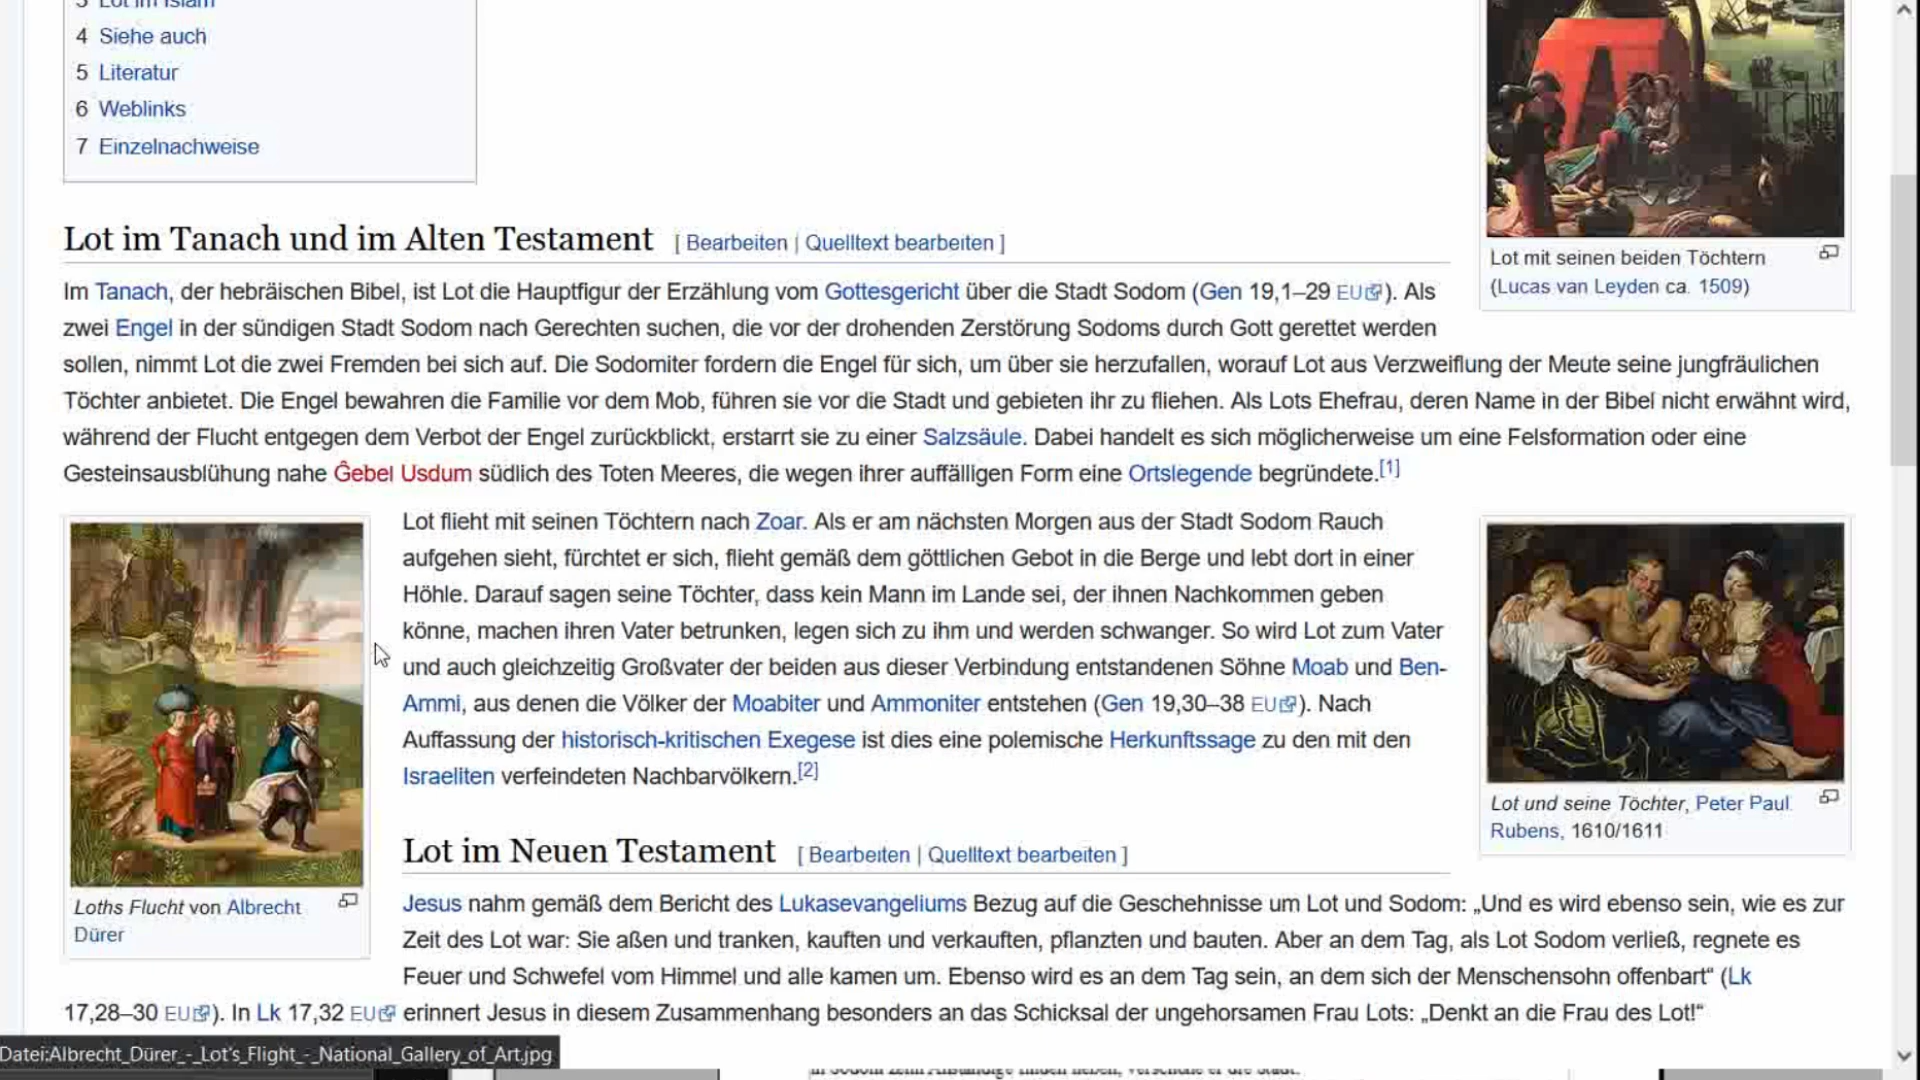 3 Lot im Islam
4 Siehe auch
5 Literatur
6 Weblinks
7 Einzelnachweise
Lot mit seinen beiden Töchtern
(Lucas van Leyden ca. 1509)
Lot im Tanach und im Alten Testament [ Bearbeiten | Quelltext bearbeiten ]
Im Tanach, der hebräischen Bibel, ist Lot die Hauptfigur der Erzählung vom Gottesgericht über die Stadt Sodom (Gen 19,1–29 EU). Als
zwei Engel in der sündigen Stadt Sodom nach Gerechten suchen, die vor der drohenden Zerstörung Sodoms durch Gott gerettet werden
sollen, nimmt Lot die zwei Fremden bei sich auf. Die Sodomiter fordern die Engel für sich, um über sie herzufallen, worauf Lot aus Verzweiflung der Meute seine jungfräulichen
Töchter anbietet. Die Engel bewahren die Familie vor dem Mob, führen sie vor die Stadt und gebieten ihr zu fliehen. Als Lots Ehefrau, deren Name in der Bibel nicht erwähnt wird,
während der Flucht entgegen dem Verbot der Engel zurückblickt, erstarrt sie zu einer Salzsäule. Dabei handelt es sich möglicherweise um eine Felsformation oder eine
Gesteinsausblühung nahe Ĝebel Usdum südlich des Toten Meeres, die wegen ihrer auffälligen Form eine Ortslegende begründete.[1]
Lot flieht mit seinen Töchtern nach Zoar. Als er am nächsten Morgen aus der Stadt Sodom Rauch
aufgehen sieht, fürchtet er sich, flieht gemäß dem göttlichen Gebot in die Berge und lebt dort in einer
Höhle. Darauf sagen seine Töchter, dass kein Mann im Lande sei, der ihnen Nachkommen geben
könne, machen ihren Vater betrunken, legen sich zu ihm und werden schwanger. So wird Lot zum Vater
und auch gleichzeitig Großvater der beiden aus dieser Verbindung entstandenen Söhne Moab und Ben-
Ammi, aus denen die Völker der Moabiter und Ammoniter entstehen (Gen 19,30–38 EU). Nach
Auffassung der historisch-kritischen Exegese ist dies eine polemische Herkunftssage zu den mit den
Israeliten verfeindeten Nachbarvölkern.[2]
Loths Flucht von Albrecht
Dürer
Lot und seine Töchter, Peter Paul
Rubens, 1610/1611
Lot im Neuen Testament [ Bearbeiten | Quelltext bearbeiten ]
Jesus nahm gemäß dem Bericht des Lukasevangeliums Bezug auf die Geschehnisse um Lot und Sodom: „Und es wird ebenso sein, wie es zur
Zeit des Lot war: Sie aßen und tranken, kauften und verkauften, pflanzten und bauten. Aber an dem Tag, als Lot Sodom verließ, regnete es
Feuer und Schwefel vom Himmel und alle kamen um. Ebenso wird es an dem Tag sein, an dem sich der Menschensohn offenbart“ (Lk
17,28–30 EU). In Lk 17,32 EU erinnert Jesus in diesem Zusammenhang besonders an das Schicksal der ungehorsamen Frau Lots: „Denkt an die Frau des Lot!“
Datei:Albrecht_Dürer_-_Lot's_Flight_-_National_Gallery_of_Art.jpg